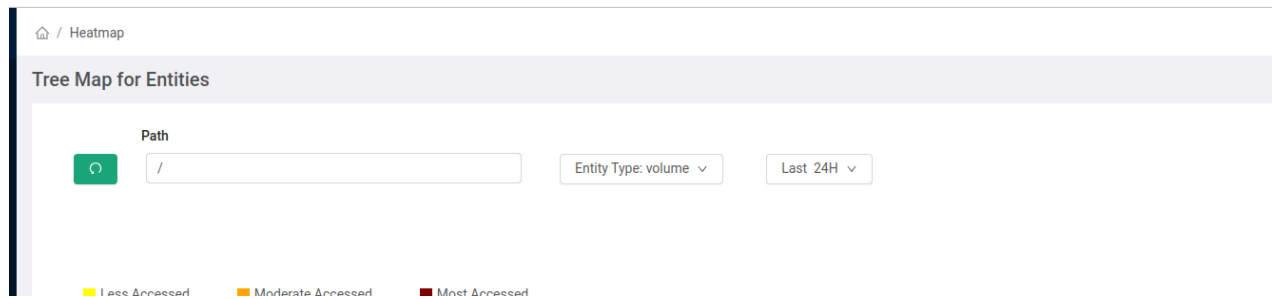 / Heatmap
Tree Map for Entities
Path
/
Entity Type: volume
Last 24H
Less Accessed
Moderate Accessed
Most Accessed